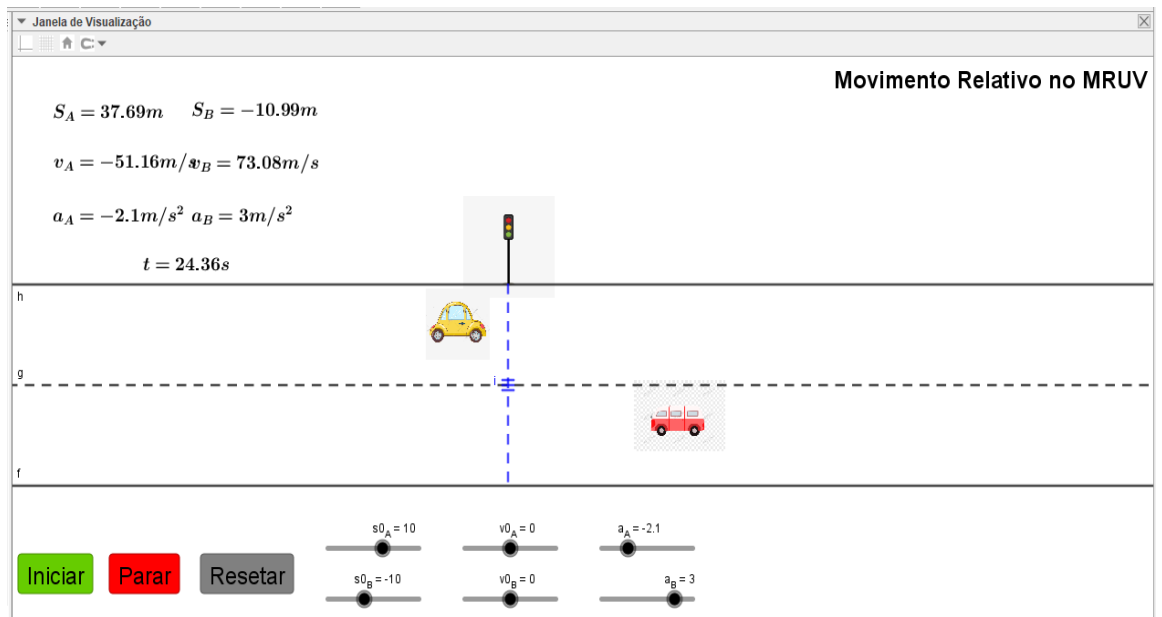 Janela de Visualização
Movimento Relativo no MRUV
S_A = 37.69m S_B = −10.99m
v_A = −51.16m/s v_B = 73.08m/s
a_A = −2.1m/s² a_B = 3m/s²
t = 24.36s
h
g
i
f
s0_A = 10 v0_A = 0 a_A = -2.1
Iniciar Parar Resetar
s0_B = -10 v0_B = 0 a_B = 3